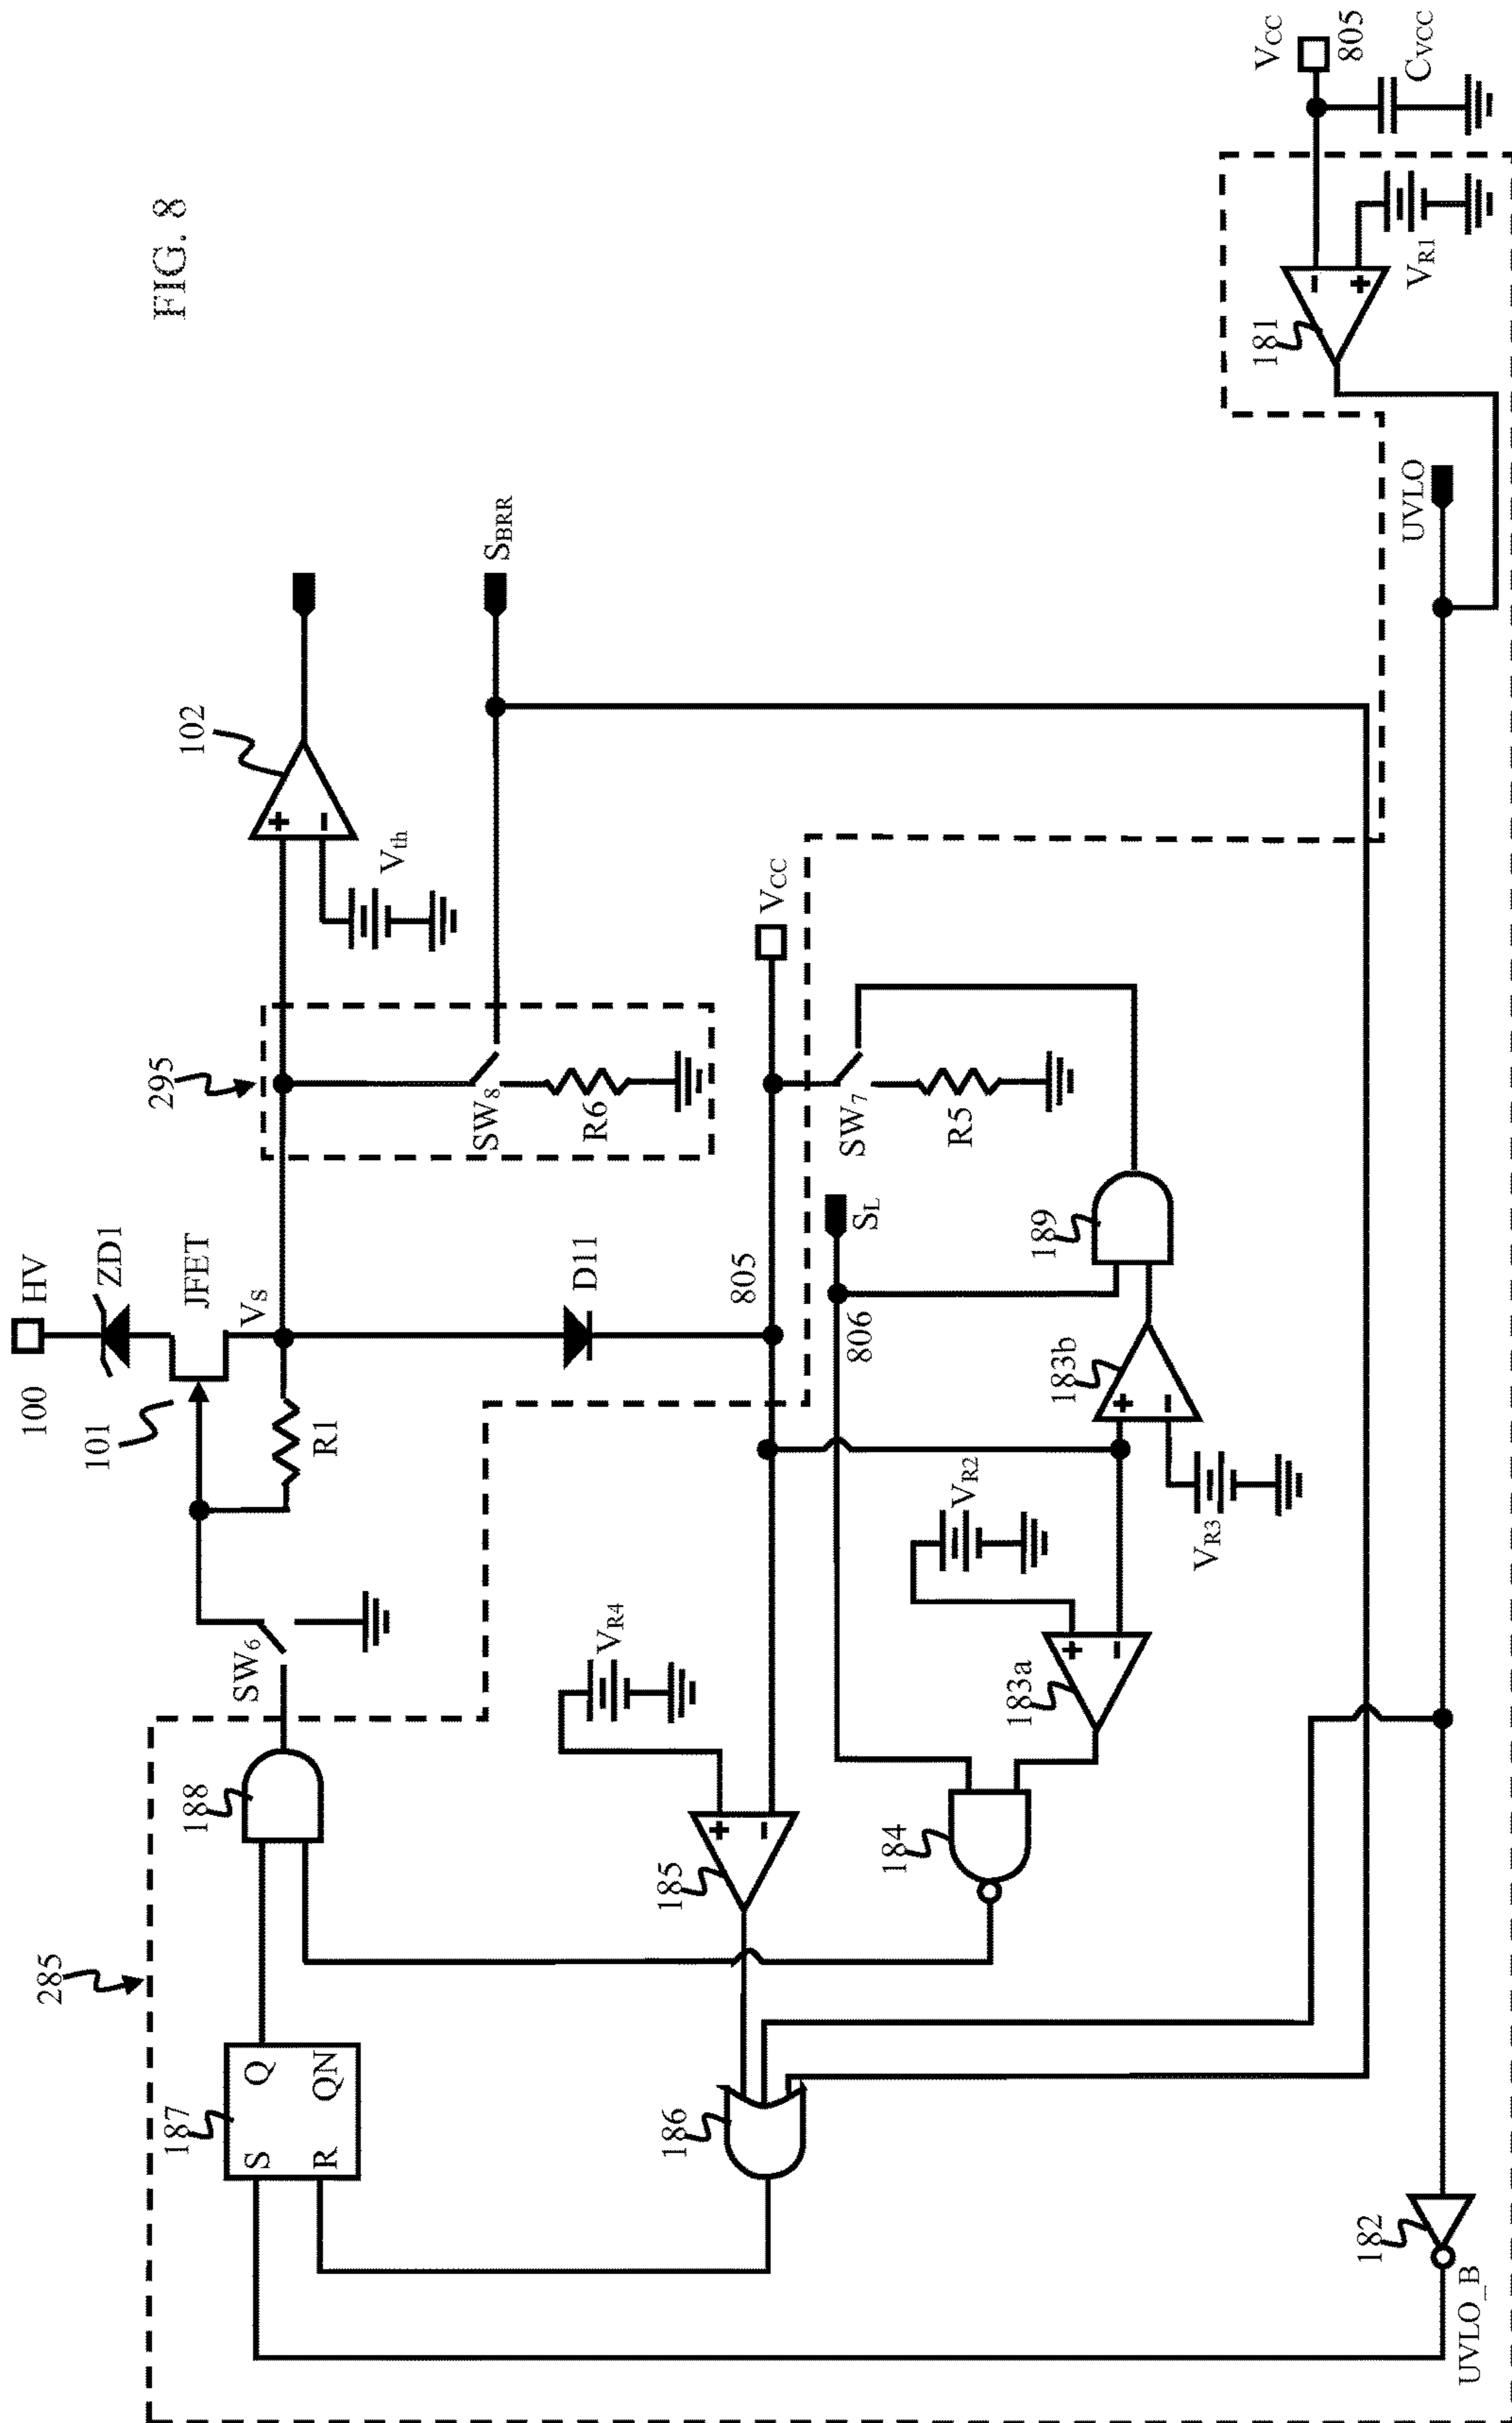 FIG. 8
HV
100
ZD1
JFET
101
VS
R1
SW6
D11
295
SW8
R6
102
+
-
Vth
SBRR
805
VCC
285
187
S
Q
R
QN
188
185
+
-
VR4
186
184
183a
+
-
VR2
183b
+
-
VR3
806
SL
189
SW7
R5
182
UVLO_B
UVLO
181
-
+
VR1
VCC
805
CVCC